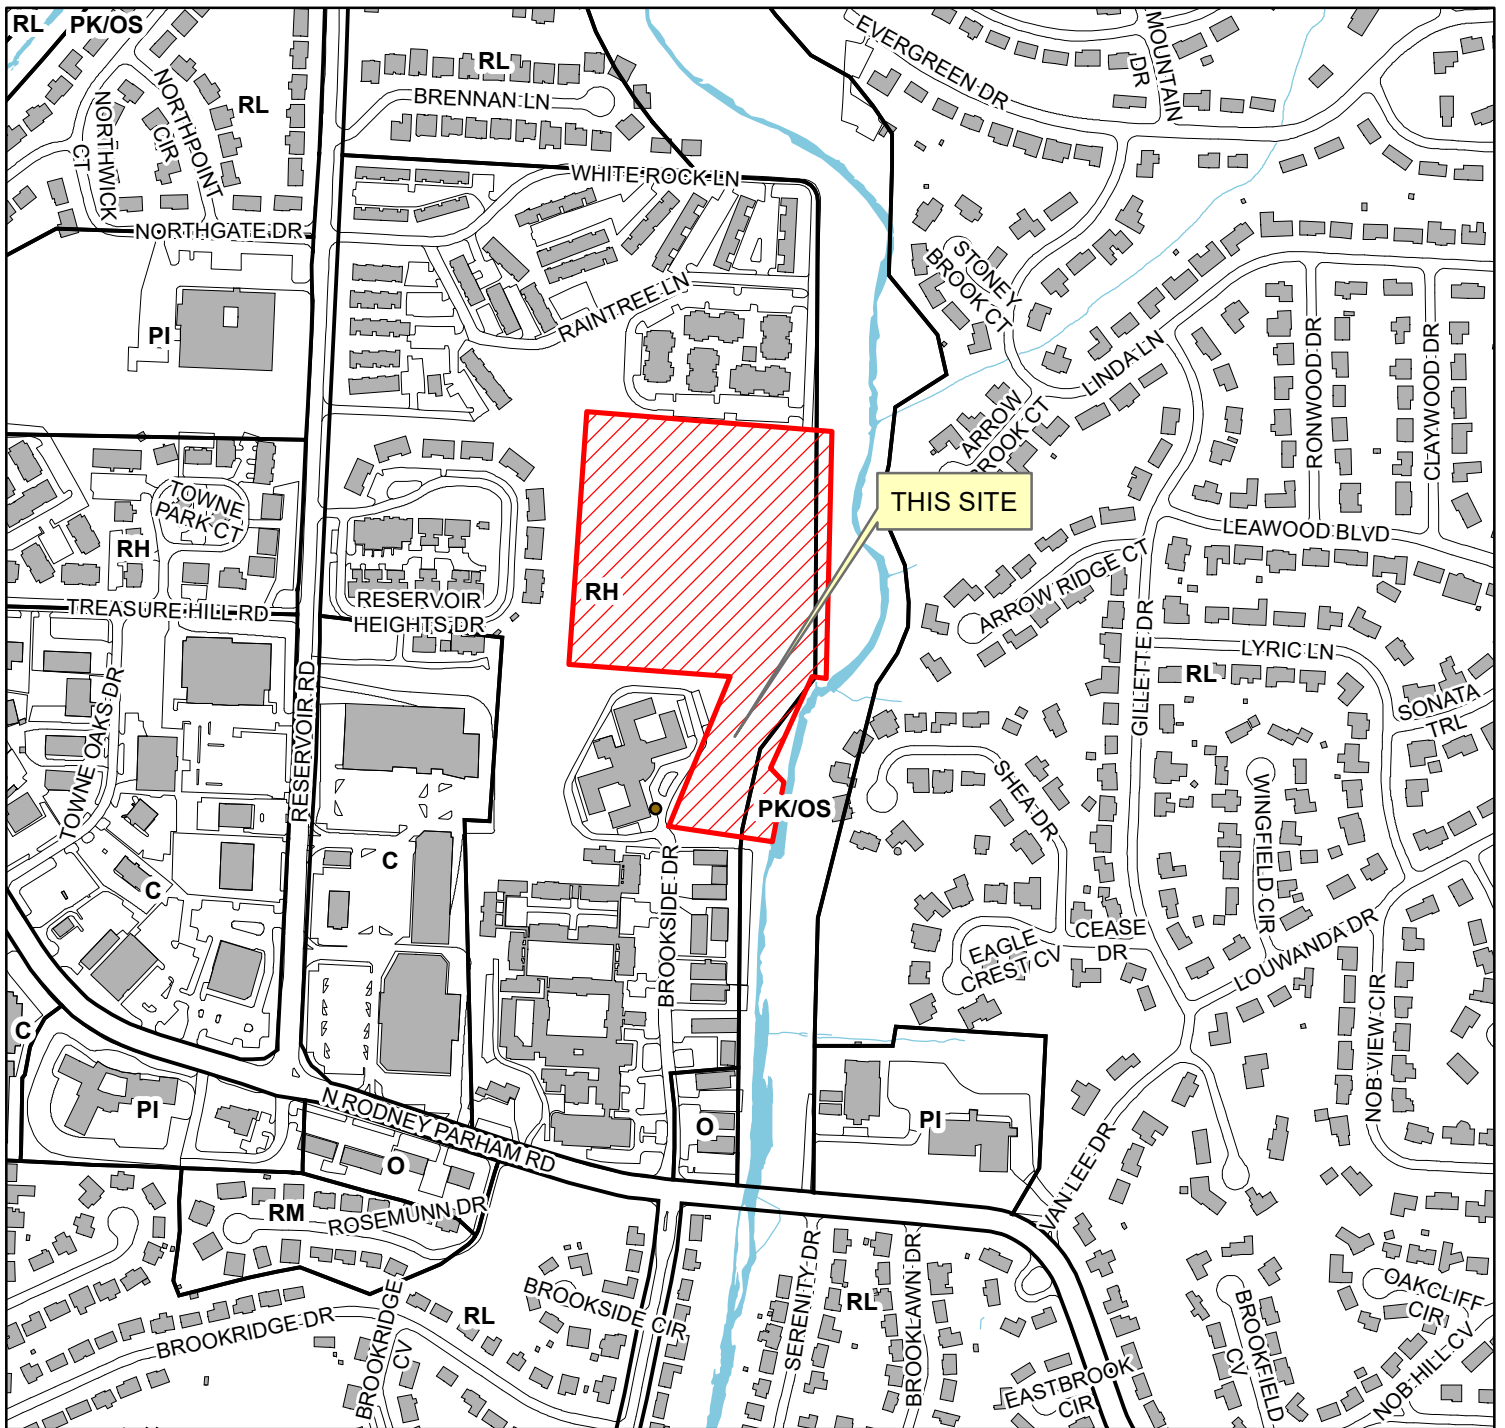 RL
PK/OS
EVERGREEN DR
MOUNTAIN
DR
RL
BRENNAN LN
RL
NORTHPOINT
CIR
NORTHWICK
CT
WHITE ROCK LN
NORTHGATE DR
STONEY
BROOK CT
RAINTREE LN
PI
LINDA LN
RONWOOD DR
CLAYWOOD DR
ARROW
BROOK CT
THIS SITE
TOWNE
PARK CT
LEAWOOD BLVD
RH
ARROW RIDGE CT
RH
RESERVOIR
HEIGHTS DR
TREASURE HILL RD
GILLETTE DR
LYRIC LN
RL
SONATA
TRL
RESERVOIR RD
TOWNE OAKS DR
SHEA DR
WINGFIELD CIR
PK/OS
C
C
BROOKSIDE DR
CEASE
DR
EAGLE
CREST CV
LOUWANDA DR
NOB VIEW CIR
C
N RODNEY PARHAM RD
PI
O
PI
O
VAN LEE DR
RM
ROSEMUNN DR
BROOKSIDE CIR
SERENITY DR
BROOKLAWN DR
RL
RL
BROOKRIDGE DR
BROOKRIDGE
CV
EASTBROOK
CIR
BROOKFIELD
CV
OAKCLIFF
CIR
NOB HILL CV